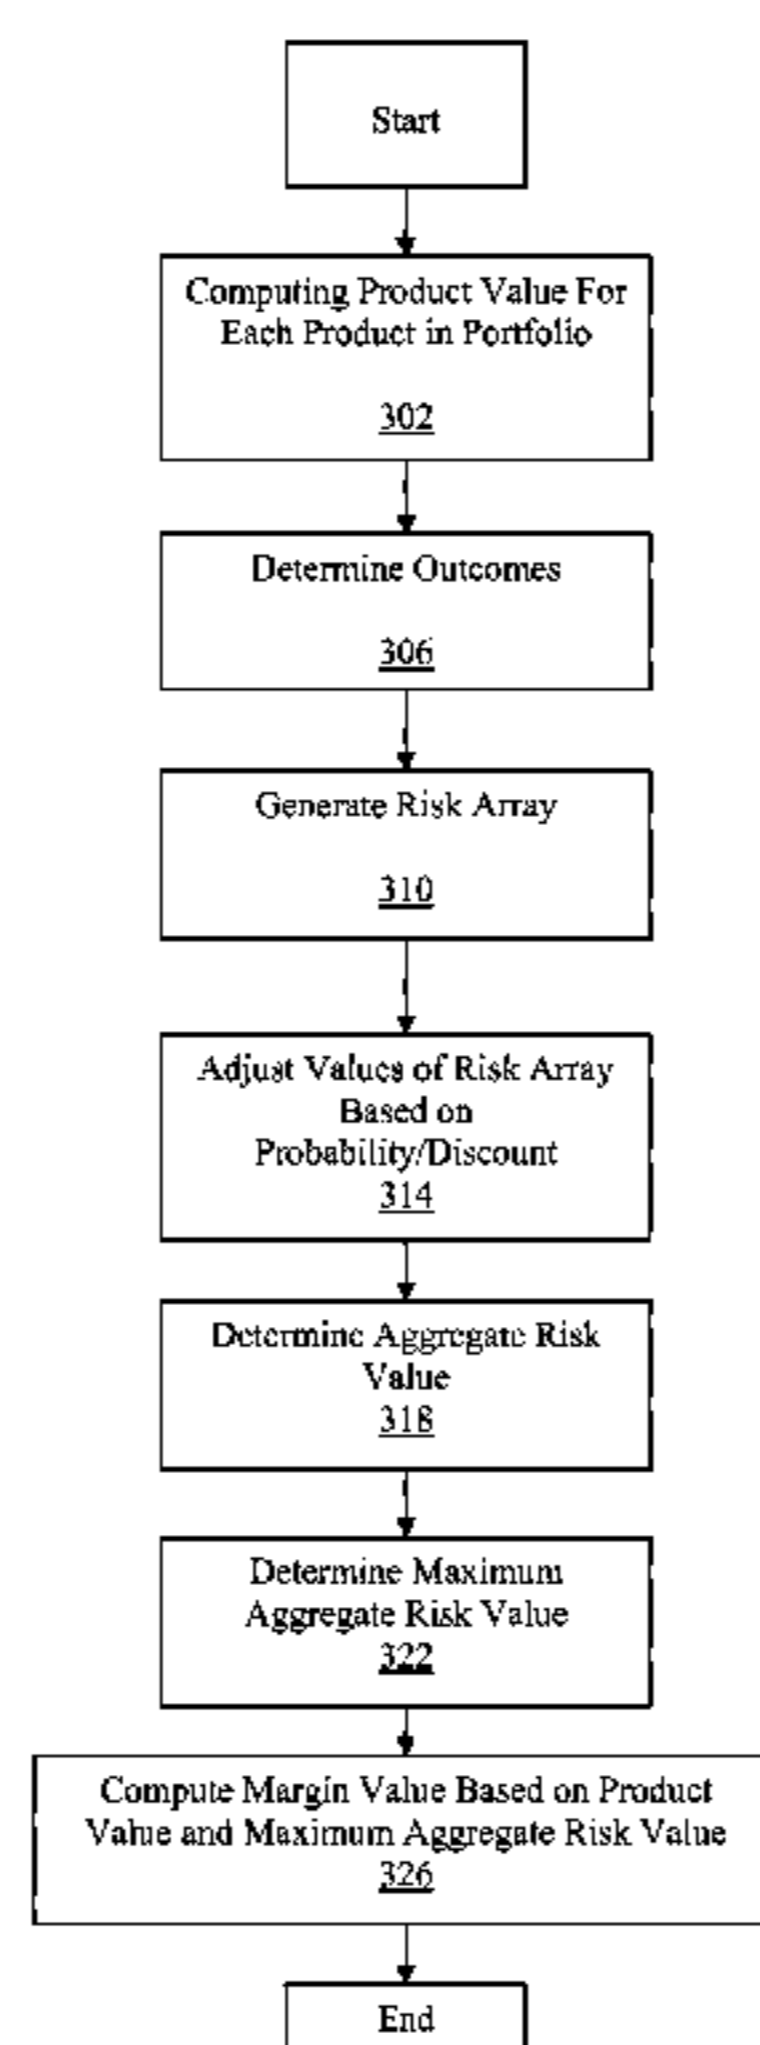 Start
Computing Product Value For
Each Product in Portfolio
302
Determine Outcomes
306
Generate Risk Array
310
Adjust Values of Risk Array
Based on
Probability/Discount
314
Determine Aggregate Risk
Value
318
Determine Maximum
Aggregate Risk Value
322
Compute Margin Value Based on Product
Value and Maximum Aggregate Risk Value
326
End